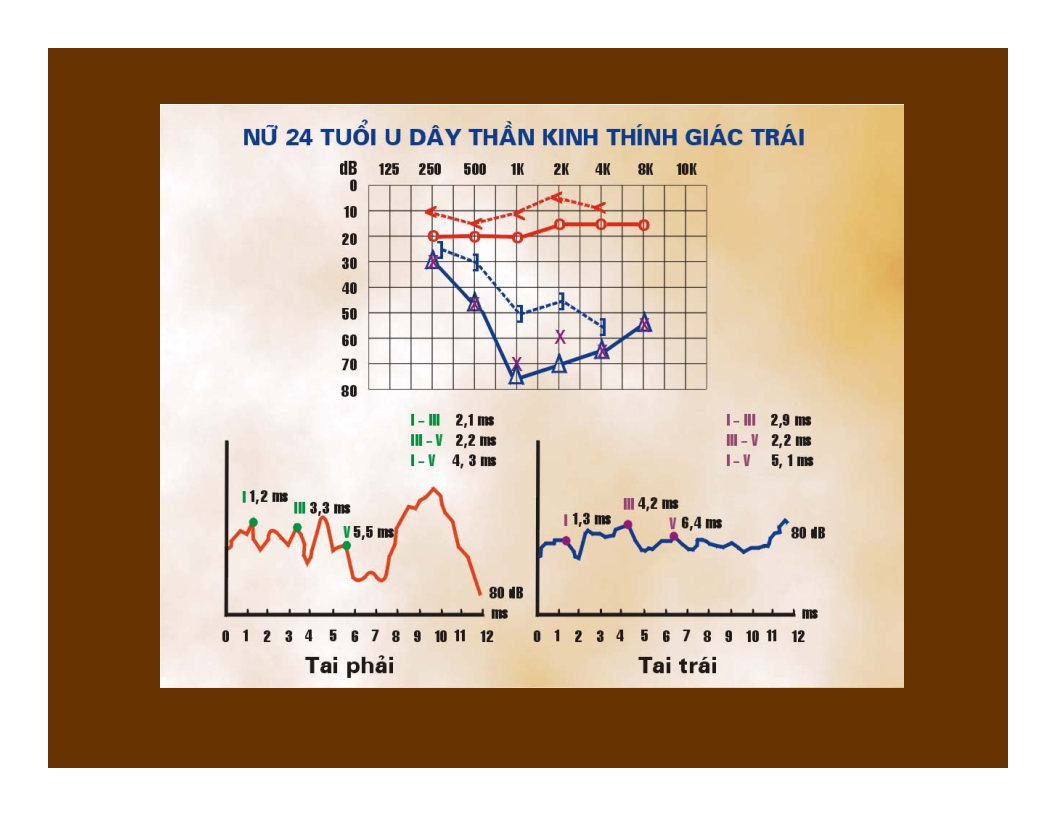 NỮ 24 TUỔI U DÂY THẦN KINH THÍNH GIÁC TRÁI
dB 125 250 500 1K 2K 4K 8K 10K
0
10
20
30
40
50
60
70
80
I – III 2,1 ms
III – V 2,2 ms
I – V 4, 3 ms
I – III 2,9 ms
III – V 2,2 ms
I – V 5, 1 ms
I 1,2 ms
III 3,3 ms
V 5,5 ms
80 dB
ms
0 1 2 3 4 5 6 7 8 9 10 11 12
Tai phải
I 1,3 ms
III 4,2 ms
V 6,4 ms
80 dB
ms
0 1 2 3 4 5 6 7 8 9 10 11 12
Tai trái